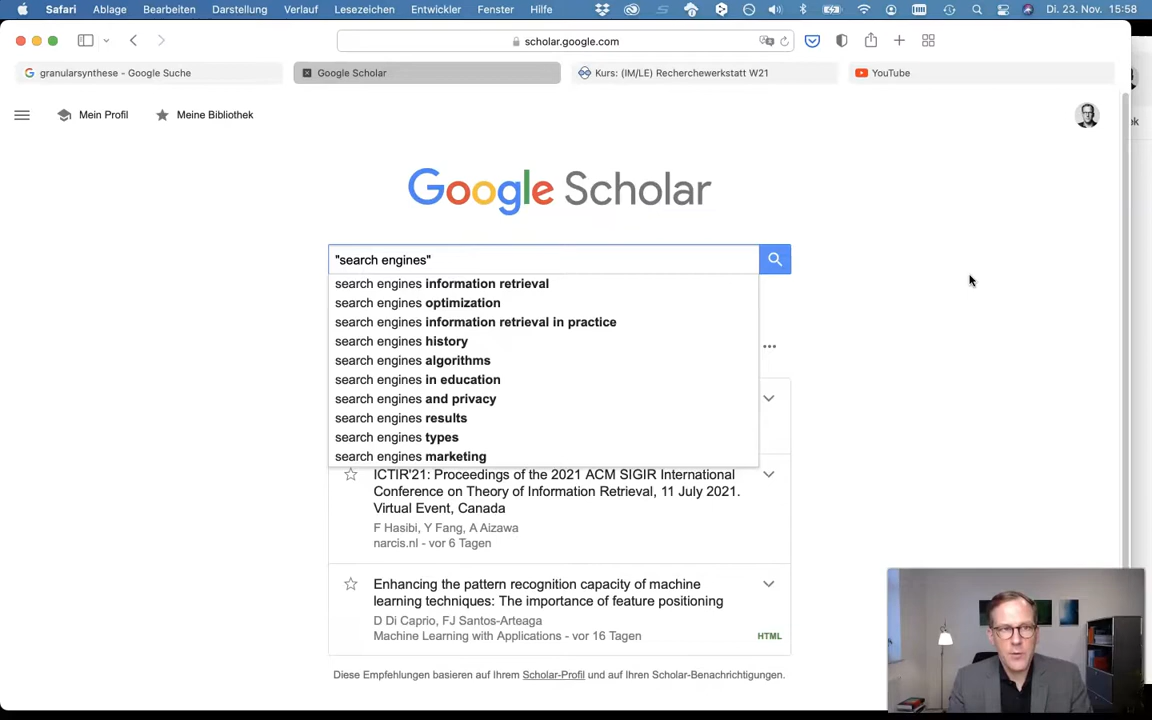 Safari Ablage Bearbeiten Darstellung Verlauf Lesezeichen Entwickler Fenster Hilfe Di. 23. Nov. 15:58
scholar.google.com
granularsynthese - Google Suche
Google Scholar
Kurs: (IM/LE) Recherchewerkstatt W21
YouTube
Mein Profil
Meine Bibliothek
Google Scholar
"search engines"
search engines information retrieval
search engines optimization
search engines information retrieval in practice
search engines history
search engines algorithms
search engines in education
search engines and privacy
search engines results
search engines types
search engines marketing
ICTIR'21: Proceedings of the 2021 ACM SIGIR International
Conference on Theory of Information Retrieval, 11 July 2021.
Virtual Event, Canada
F Hasibi, Y Fang, A Aizawa
narcis.nl - vor 6 Tagen
Enhancing the pattern recognition capacity of machine
learning techniques: The importance of feature positioning
D Di Caprio, FJ Santos-Arteaga
Machine Learning with Applications - vor 16 Tagen
HTML
Diese Empfehlungen basieren auf Ihrem Scholar-Profil und auf Ihren Scholar-Benachrichtigungen.